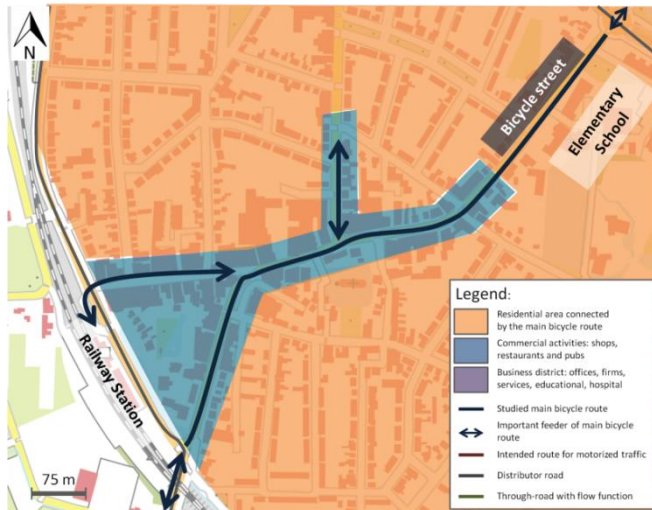 N
Bicycle street
Elementary
School
Railway Station
75 m
Legend:
Residential area connected
by the main bicycle route
Commercial activities: shops,
restaurants and pubs
Business district: offices, firms,
services, educational, hospital
Studied main bicycle route
Important feeder of main bicycle
route
Intended route for motorized traffic
Distributor road
Through-road with flow function